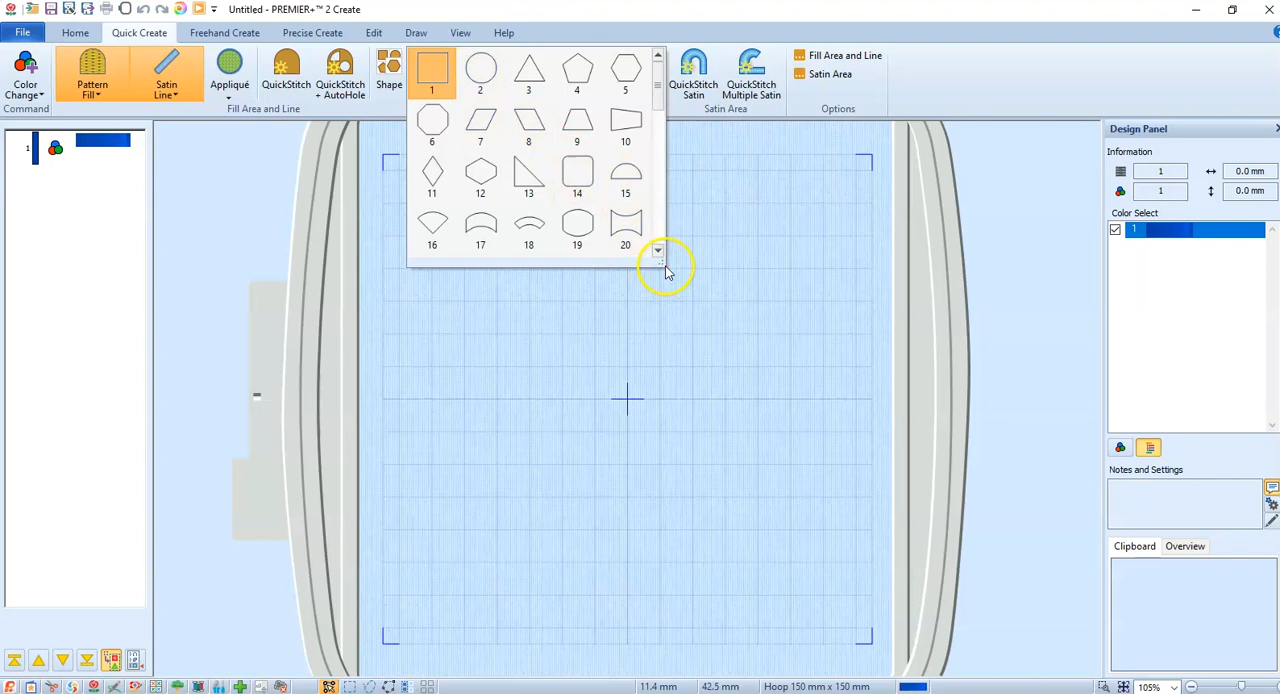 Untitled - PREMIER+™ 2 Create
File
Home
Quick Create
Freehand Create
Precise Create
Edit
Draw
View
Help
Color Change
Pattern Fill
Satin Line
Appliqué
QuickStitch
QuickStitch + AutoHole
Shape
QuickStitch Satin
QuickStitch Multiple Satin
Fill Area and Line
Satin Area
Command
Fill Area and Line
Satin Area
Options
1 2 3 4 5
6 7 8 9 10
11 12 13 14 15
16 17 18 19 20
1
Design Panel
Information
1 0.0 mm
1 0.0 mm
Color Select
1
Notes and Settings
Clipboard Overview
11.4 mm 42.5 mm Hoop 150 mm x 150 mm 105%